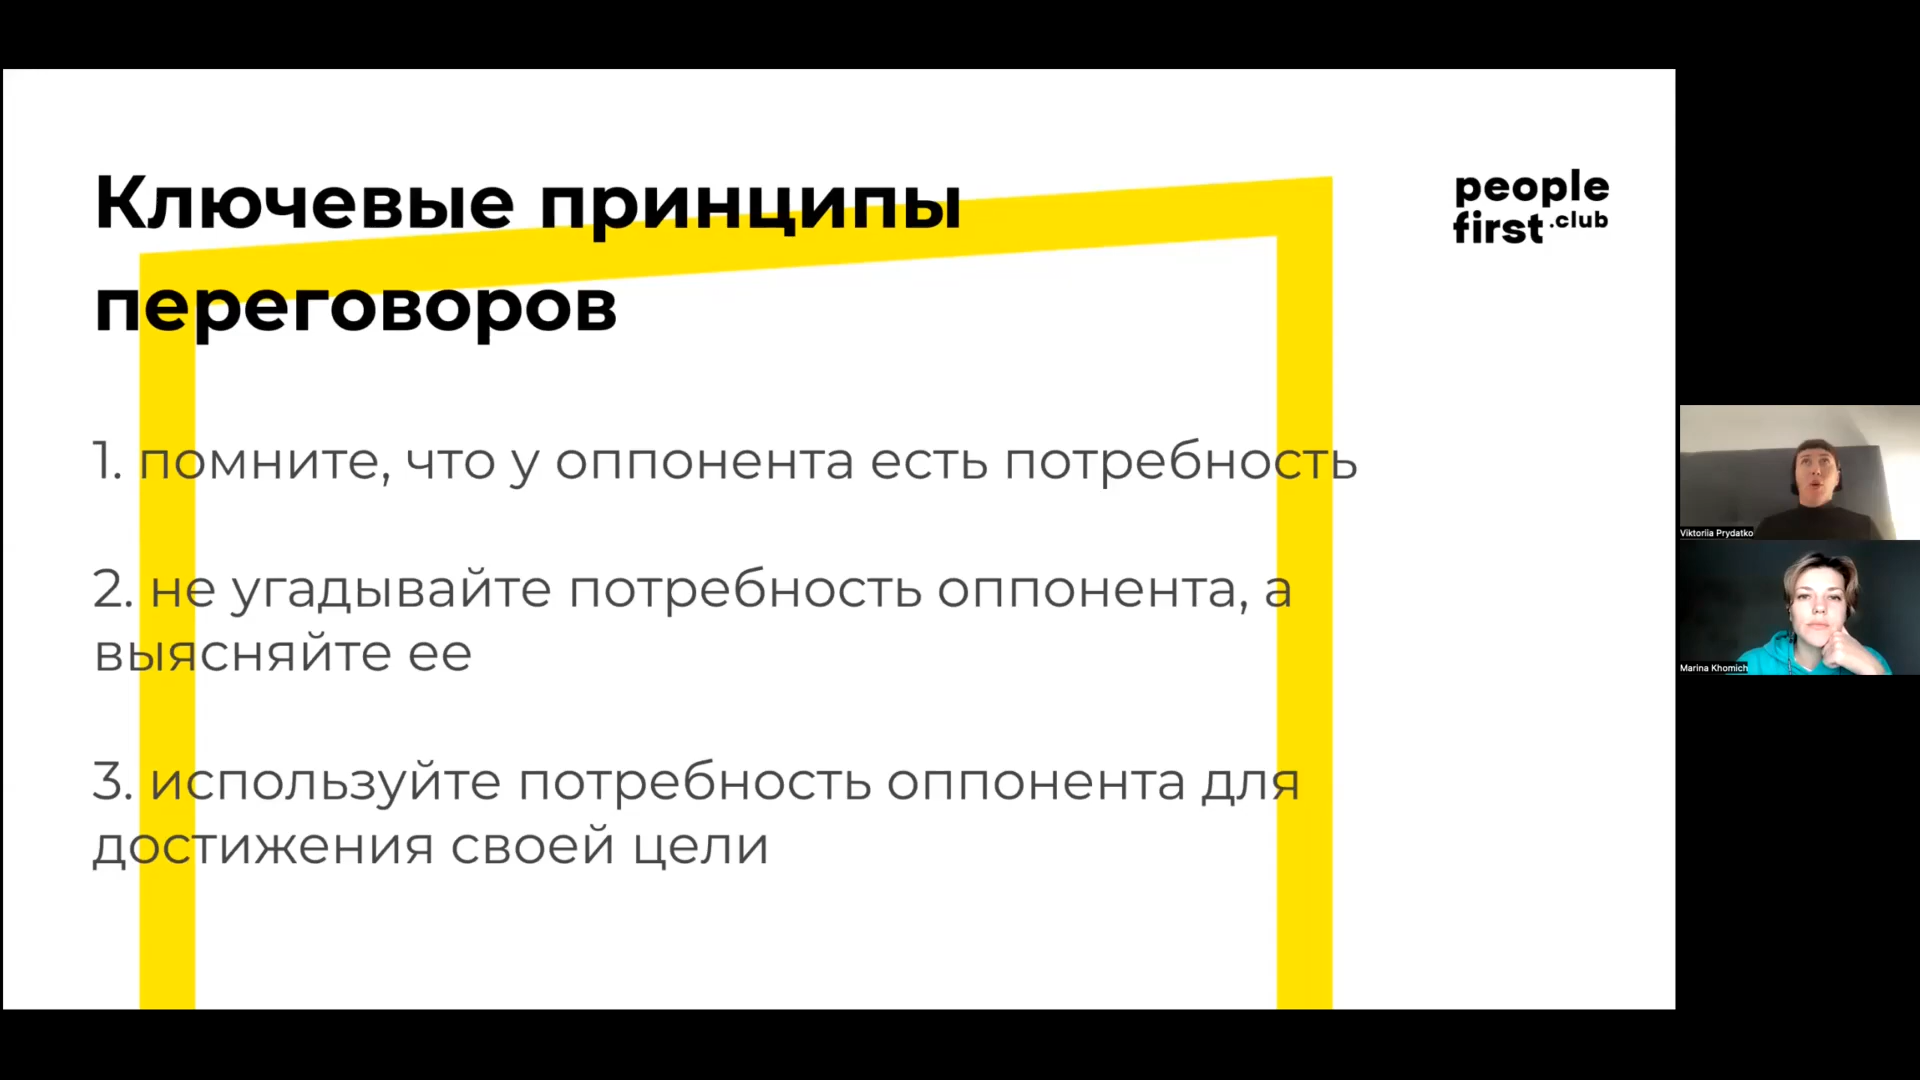 Ключевые принципы
переговоров
people
first .club
1. помните, что у оппонента есть потребность
2. не угадывайте потребность оппонента, а
выясняйте ее
3. используйте потребность оппонента для
достижения своей цели
Viktoriia Prydatko
Marina Khomich